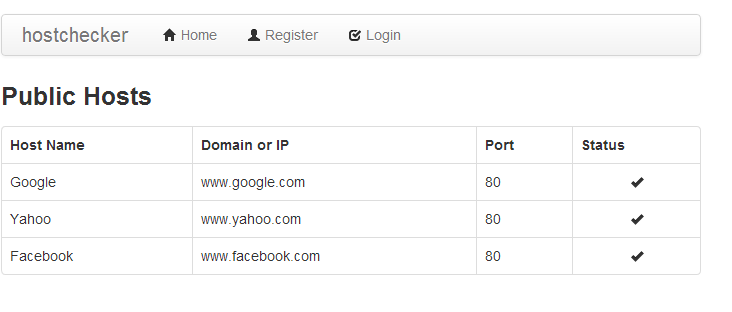 hostchecker Home Register Login
Public Hosts
Host Name Domain or IP Port Status
Google www.google.com 80
Yahoo www.yahoo.com 80
Facebook www.facebook.com 80